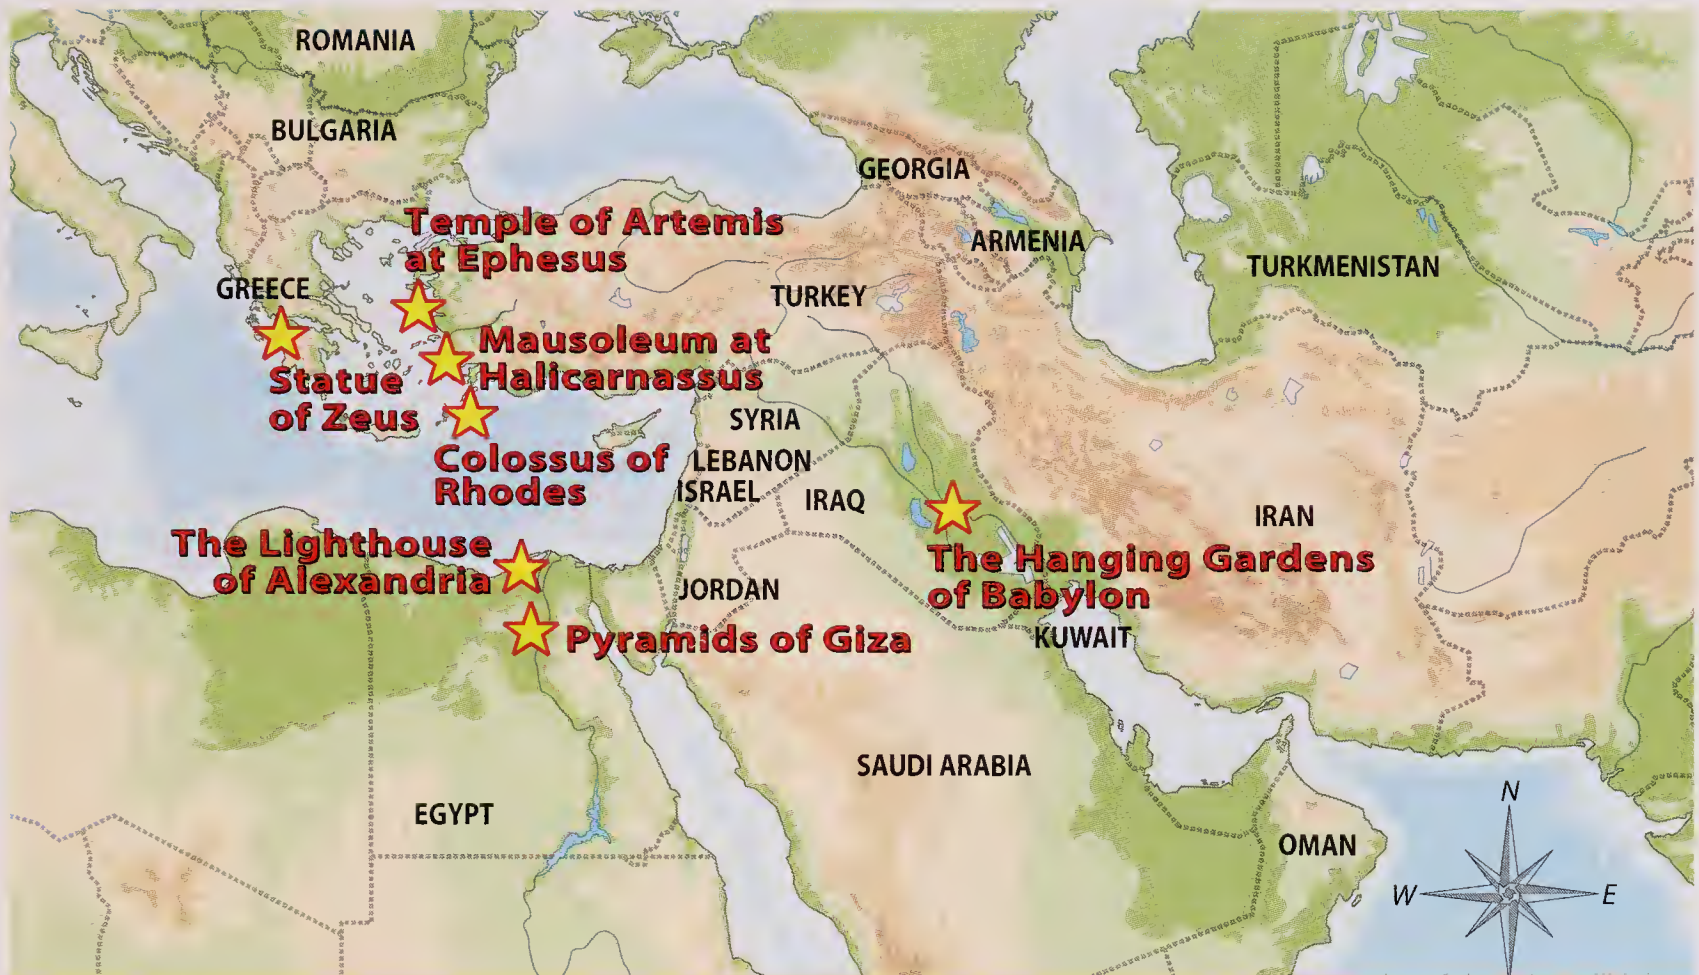 ROMANIA
BULGARIA
GEORGIA
Temple of Artemis
at Ephesus
ARMENIA
TURKMENISTAN
GREECE
TURKEY
Mausoleum at
Halicarnassus
Statue
of Zeus
SYRIA
Colossus of
Rhodes
LEBANON
ISRAEL
IRAQ
IRAN
The Lighthouse
of Alexandria
The Hanging Gardens
of Babylon
JORDAN
Pyramids of Giza
KUWAIT
SAUDI ARABIA
EGYPT
OMAN
N
W
E